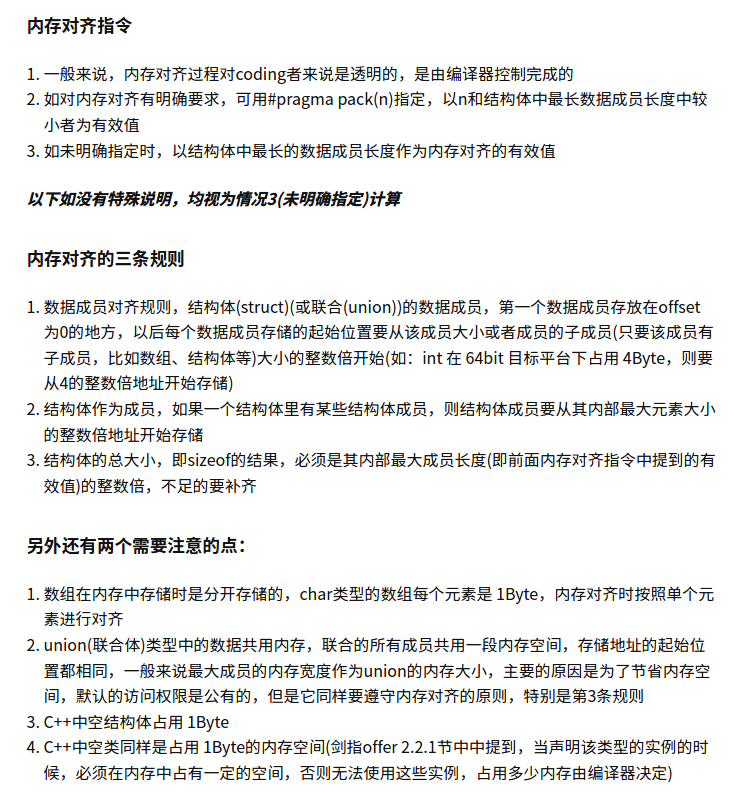 内存对齐指令
1. 一般来说，内存对齐过程对coding者来说是透明的，是由编译器控制完成的
2. 如对内存对齐有明确要求，可用#pragma pack(n)指定，以n和结构体中最长数据成员长度中较
小者为有效值
3. 如未明确指定时，以结构体中最长的数据成员长度作为内存对齐的有效值
以下如没有特殊说明，均视为情况3(未明确指定)计算
内存对齐的三条规则
1. 数据成员对齐规则，结构体(struct)(或联合(union))的数据成员，第一个数据成员存放在offset
为0的地方，以后每个数据成员存储的起始位置要从该成员大小或者成员的子成员(只要该成员有
子成员，比如数组、结构体等)大小的整数倍开始(如：int 在 64bit 目标平台下占用 4Byte，则要
从4的整数倍地址开始存储)
2. 结构体作为成员，如果一个结构体里有某些结构体成员，则结构体成员要从其内部最大元素大小
的整数倍地址开始存储
3. 结构体的总大小，即sizeof的结果，必须是其内部最大成员长度(即前面内存对齐指令中提到的有
效值)的整数倍，不足的要补齐
另外还有两个需要注意的点：
1. 数组在内存中存储时是分开存储的，char类型的数组每个元素是 1Byte，内存对齐时按照单个元
素进行对齐
2. union(联合体)类型中的数据共用内存，联合的所有成员共用一段内存空间，存储地址的起始位
置都相同，一般来说最大成员的内存宽度作为union的内存大小，主要的原因是为了节省内存空
间，默认的访问权限是公有的，但是它同样要遵守内存对齐的原则，特别是第3条规则
3. C++中空结构体占用 1Byte
4. C++中空类同样是占用 1Byte的内存空间(剑指offer 2.2.1节中中提到，当声明该类型的实例的时
候，必须在内存中占有一定的空间，否则无法使用这些实例，占用多少内存由编译器决定)